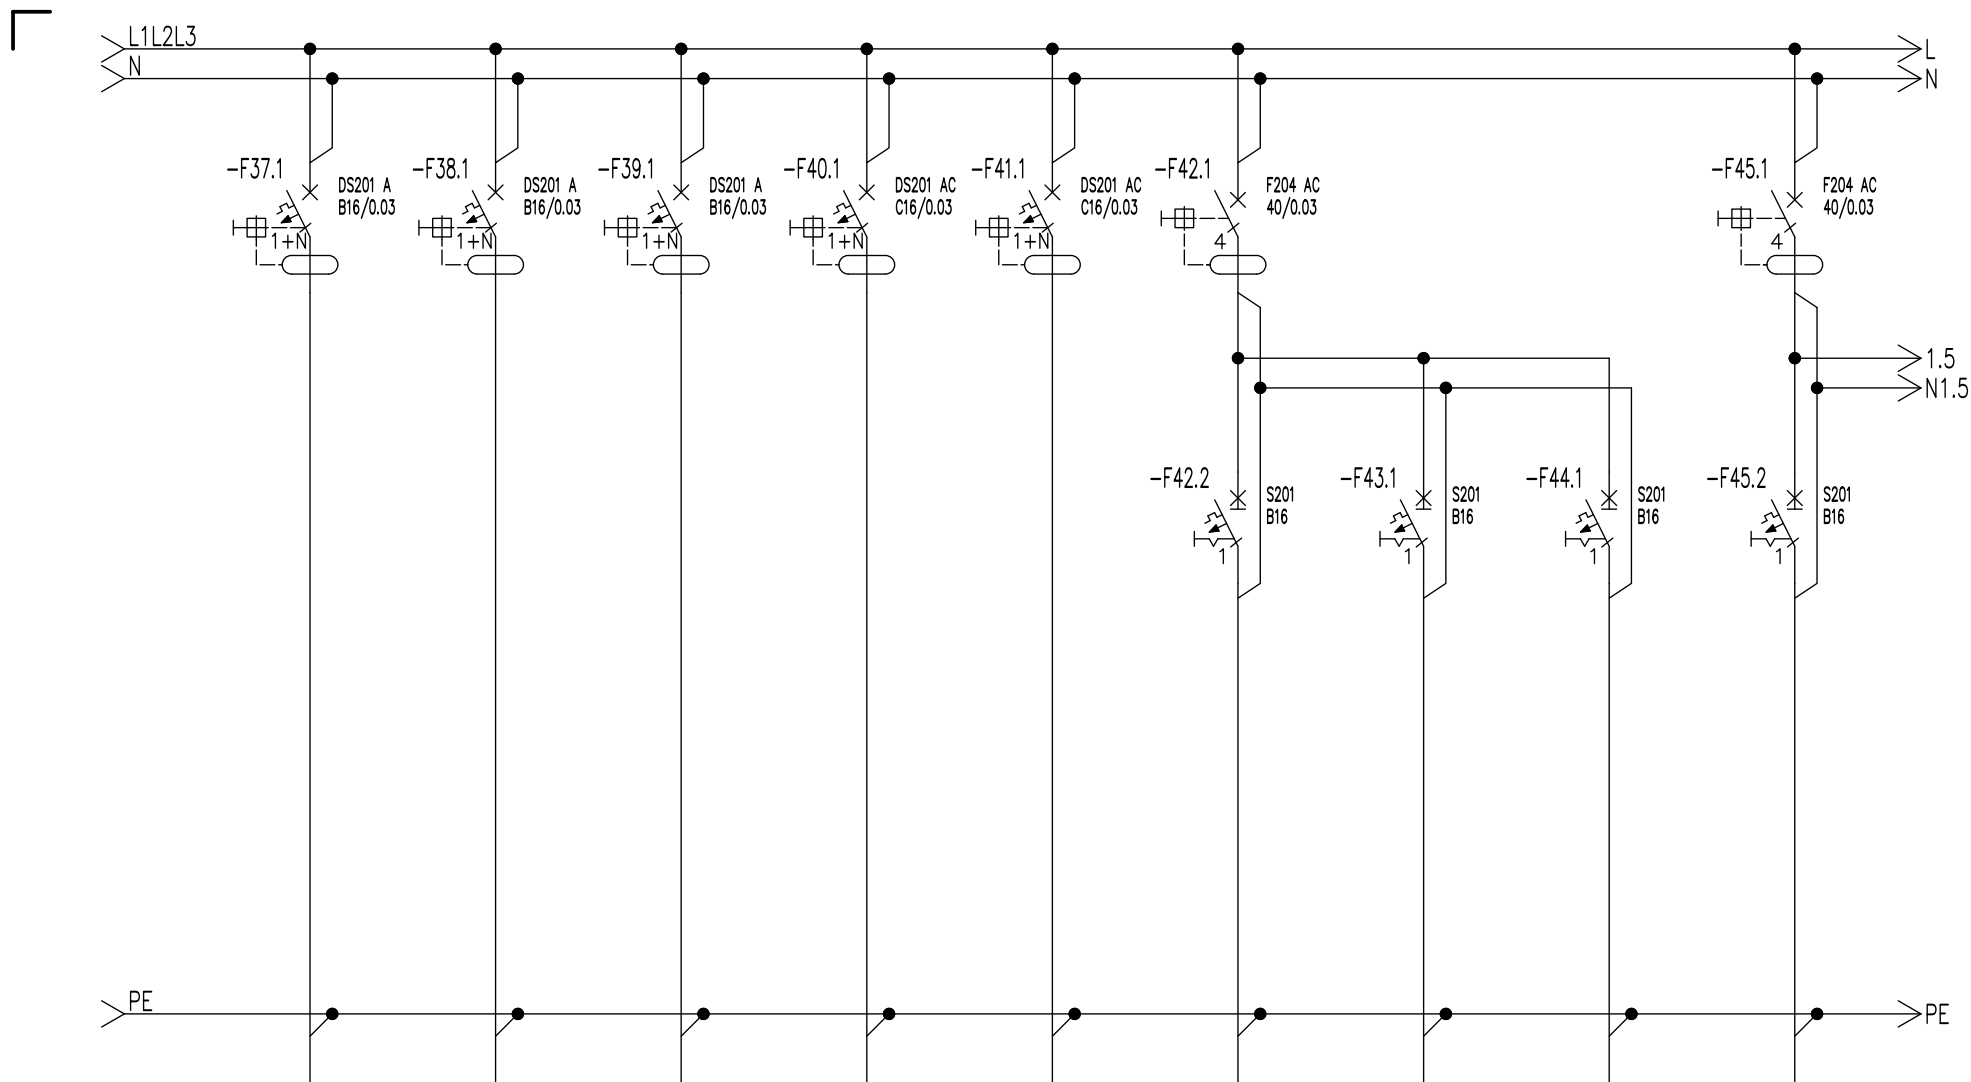 L1L2L3
L
N
N
-F37.1
DS201 A
B16/0.03
1+N
-F38.1
DS201 A
B16/0.03
1+N
-F39.1
DS201 A
B16/0.03
1+N
-F40.1
DS201 AC
C16/0.03
1+N
-F41.1
DS201 AC
C16/0.03
1+N
-F42.1
F204 AC
40/0.03
4
-F45.1
F204 AC
40/0.03
4
1.5
N1.5
-F42.2
S201
B16
1
-F43.1
S201
B16
1
-F44.1
S201
B16
1
-F45.2
S201
B16
1
PE
PE